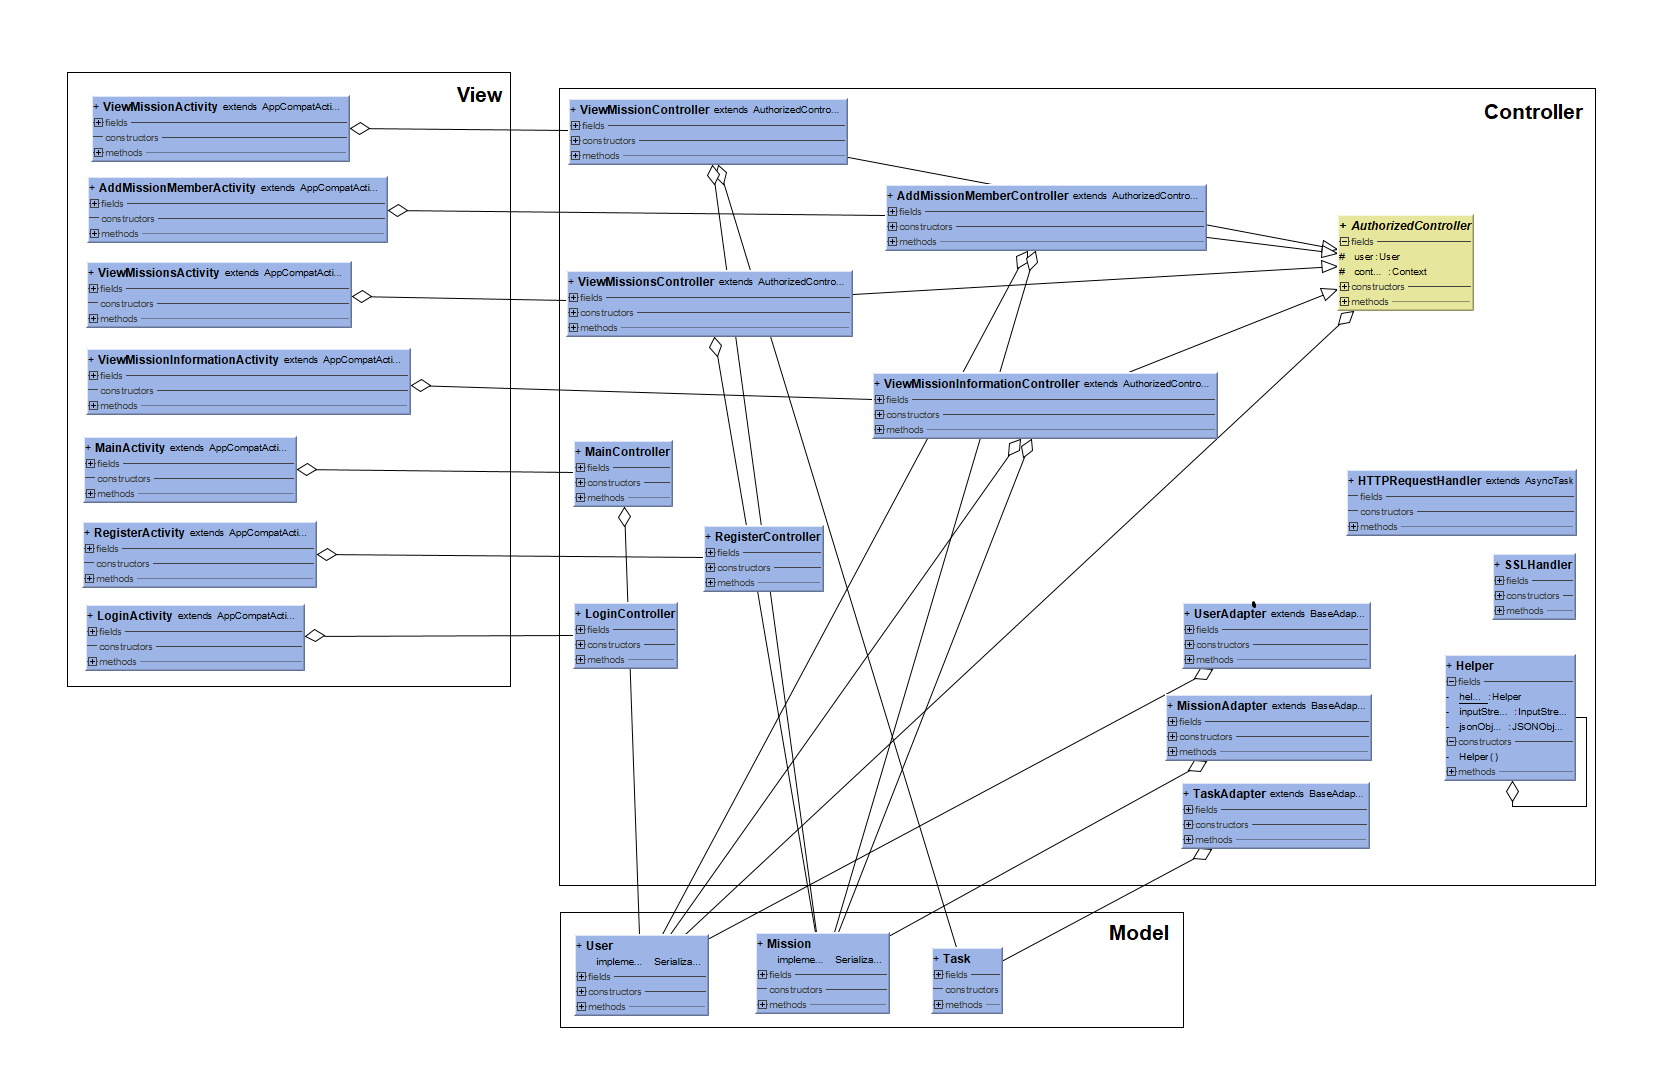 View
+ ViewMissionActivity extends AppCompatActi...
fields
constructors
methods
+ AddMissionMemberActivity extends AppCompatActi...
fields
constructors
methods
+ ViewMissionsActivity extends AppCompatActi...
fields
constructors
methods
+ ViewMissionInformationActivity extends AppCompatActi...
fields
constructors
methods
+ MainActivity extends AppCompatActi...
fields
constructors
methods
+ RegisterActivity extends AppCompatActi...
fields
constructors
methods
+ LoginActivity extends AppCompatActi...
fields
constructors
methods
Controller
+ ViewMissionController extends AuthorizedContro...
fields
constructors
methods
+ AddMissionMemberController extends AuthorizedContro...
fields
constructors
methods
+ AuthorizedController
fields
# user : User
# cont... : Context
constructors
methods
+ ViewMissionsController extends AuthorizedContro...
fields
constructors
methods
+ ViewMissionInformationController extends AuthorizedContro...
fields
constructors
methods
+ MainController
fields
constructors
methods
+ RegisterController
fields
constructors
methods
+ LoginController
fields
constructors
methods
+ HTTPRequestHandler extends AsyncTask
fields
constructors
methods
+ SSLHandler
fields
constructors
methods
+ UserAdapter extends BaseAdap...
fields
constructors
methods
+ MissionAdapter extends BaseAdap...
fields
constructors
methods
+ TaskAdapter extends BaseAdap...
fields
constructors
methods
+ Helper
fields
- hel... : Helper
- inputStre... : InputStre...
- jsonObj... : JSONObj...
constructors
- Helper ( )
methods
Model
+ User
impleme... Serializa...
fields
constructors
methods
+ Mission
impleme... Serializa...
fields
constructors
methods
+ Task
fields
constructors
methods